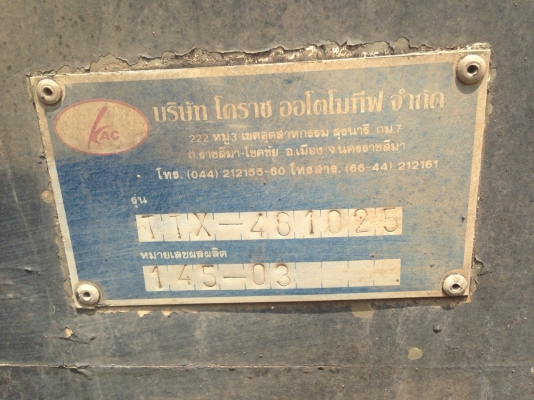 KAC
บริษัท โคราช ออโตโมทีฟ จำกัด
222 หมู่3 เขตอุตสาหกรรม สุรนารี กม.7
ถ.ราชสีมา-โชคชัย อ.เมือง จ.นครราชสีมา
โทร. (044) 212155-60 โทรสาร. (66-44) 212161
รุ่น
TTX-461025
หมายเลขผลผลิต
145-03